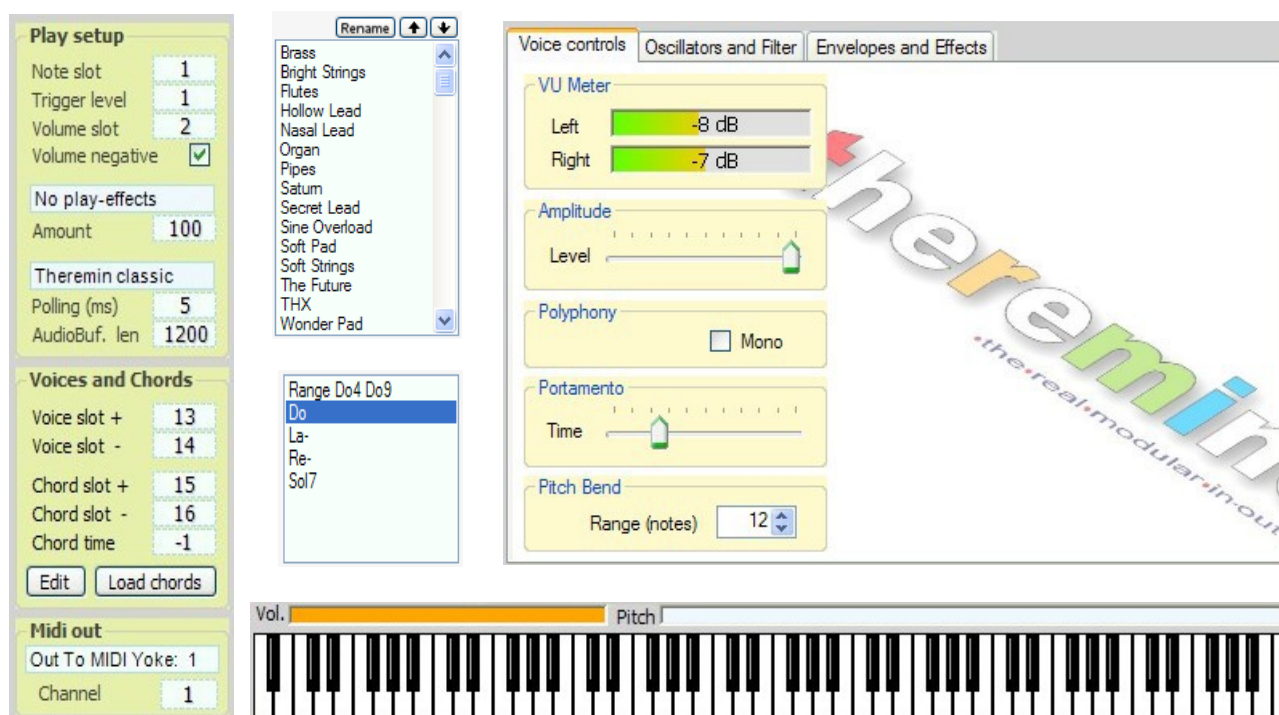 Play setup
Note slot 1
Trigger level 1
Volume slot 2
Volume negative
No play-effects
Amount 100
Theremin classic
Polling (ms) 5
AudioBuf. len 1200
Voices and Chords
Voice slot + 13
Voice slot - 14
Chord slot + 15
Chord slot - 16
Chord time -1
Edit Load chords
Midi out
Out To MIDI Yoke: 1
Channel 1
Rename
Brass
Bright Strings
Flutes
Hollow Lead
Nasal Lead
Organ
Pipes
Saturn
Secret Lead
Sine Overload
Soft Pad
Soft Strings
The Future
THX
Wonder Pad
Range Do4 Do9
Do
La-
Re-
Sol7
Voice controls Oscillators and Filter Envelopes and Effects
VU Meter
Left -8 dB
Right -7 dB
Amplitude
Level
Polyphony
Mono
Portamento
Time
Pitch Bend
Range (notes) 12
theremin
•the•real•modular•in•out
Vol. Pitch